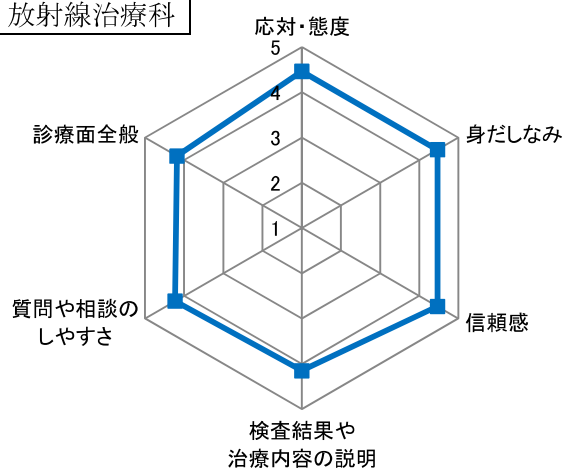 放射線治療科
応対・態度
5
4
3
2
1
診療面全般
身だしなみ
質問や相談の
しやすさ
信頼感
検査結果や
治療内容の説明